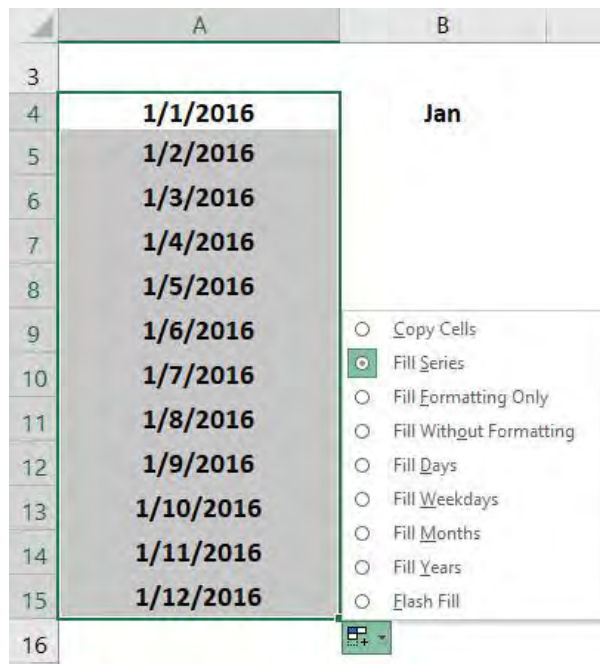 A B
3
4 1/1/2016 Jan
5 1/2/2016
6 1/3/2016
7 1/4/2016
8 1/5/2016
9 1/6/2016 Copy Cells
Fill Series
10 1/7/2016
Fill Formatting Only
11 1/8/2016
Fill Without Formatting
12 1/9/2016 Fill Days
13 1/10/2016 Fill Weekdays
Fill Months
14 1/11/2016
Fill Years
15 1/12/2016 Flash Fill
16